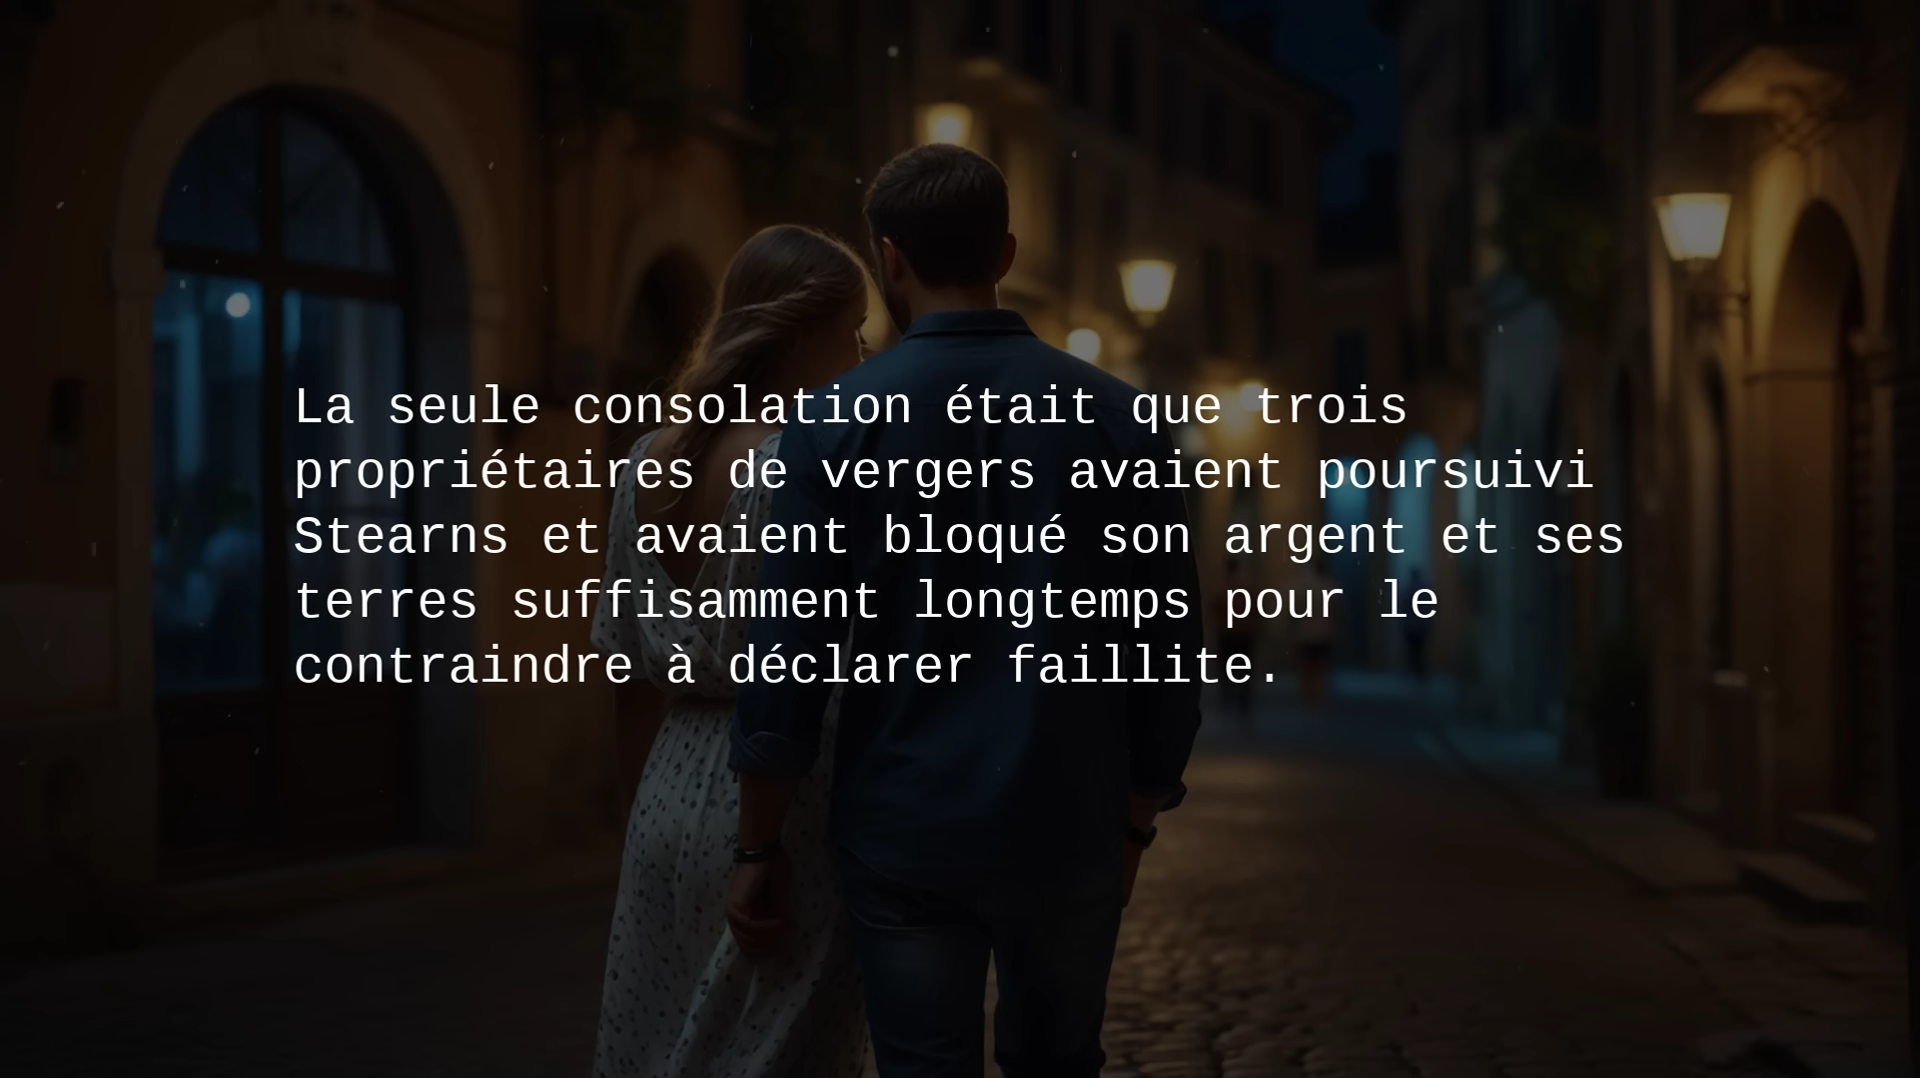 La seule consolation était que trois
propriétaires de vergers avaient poursuivi
Stearns et avaient bloqué son argent et ses
terres suffisamment longtemps pour le
contraindre à déclarer faillite.